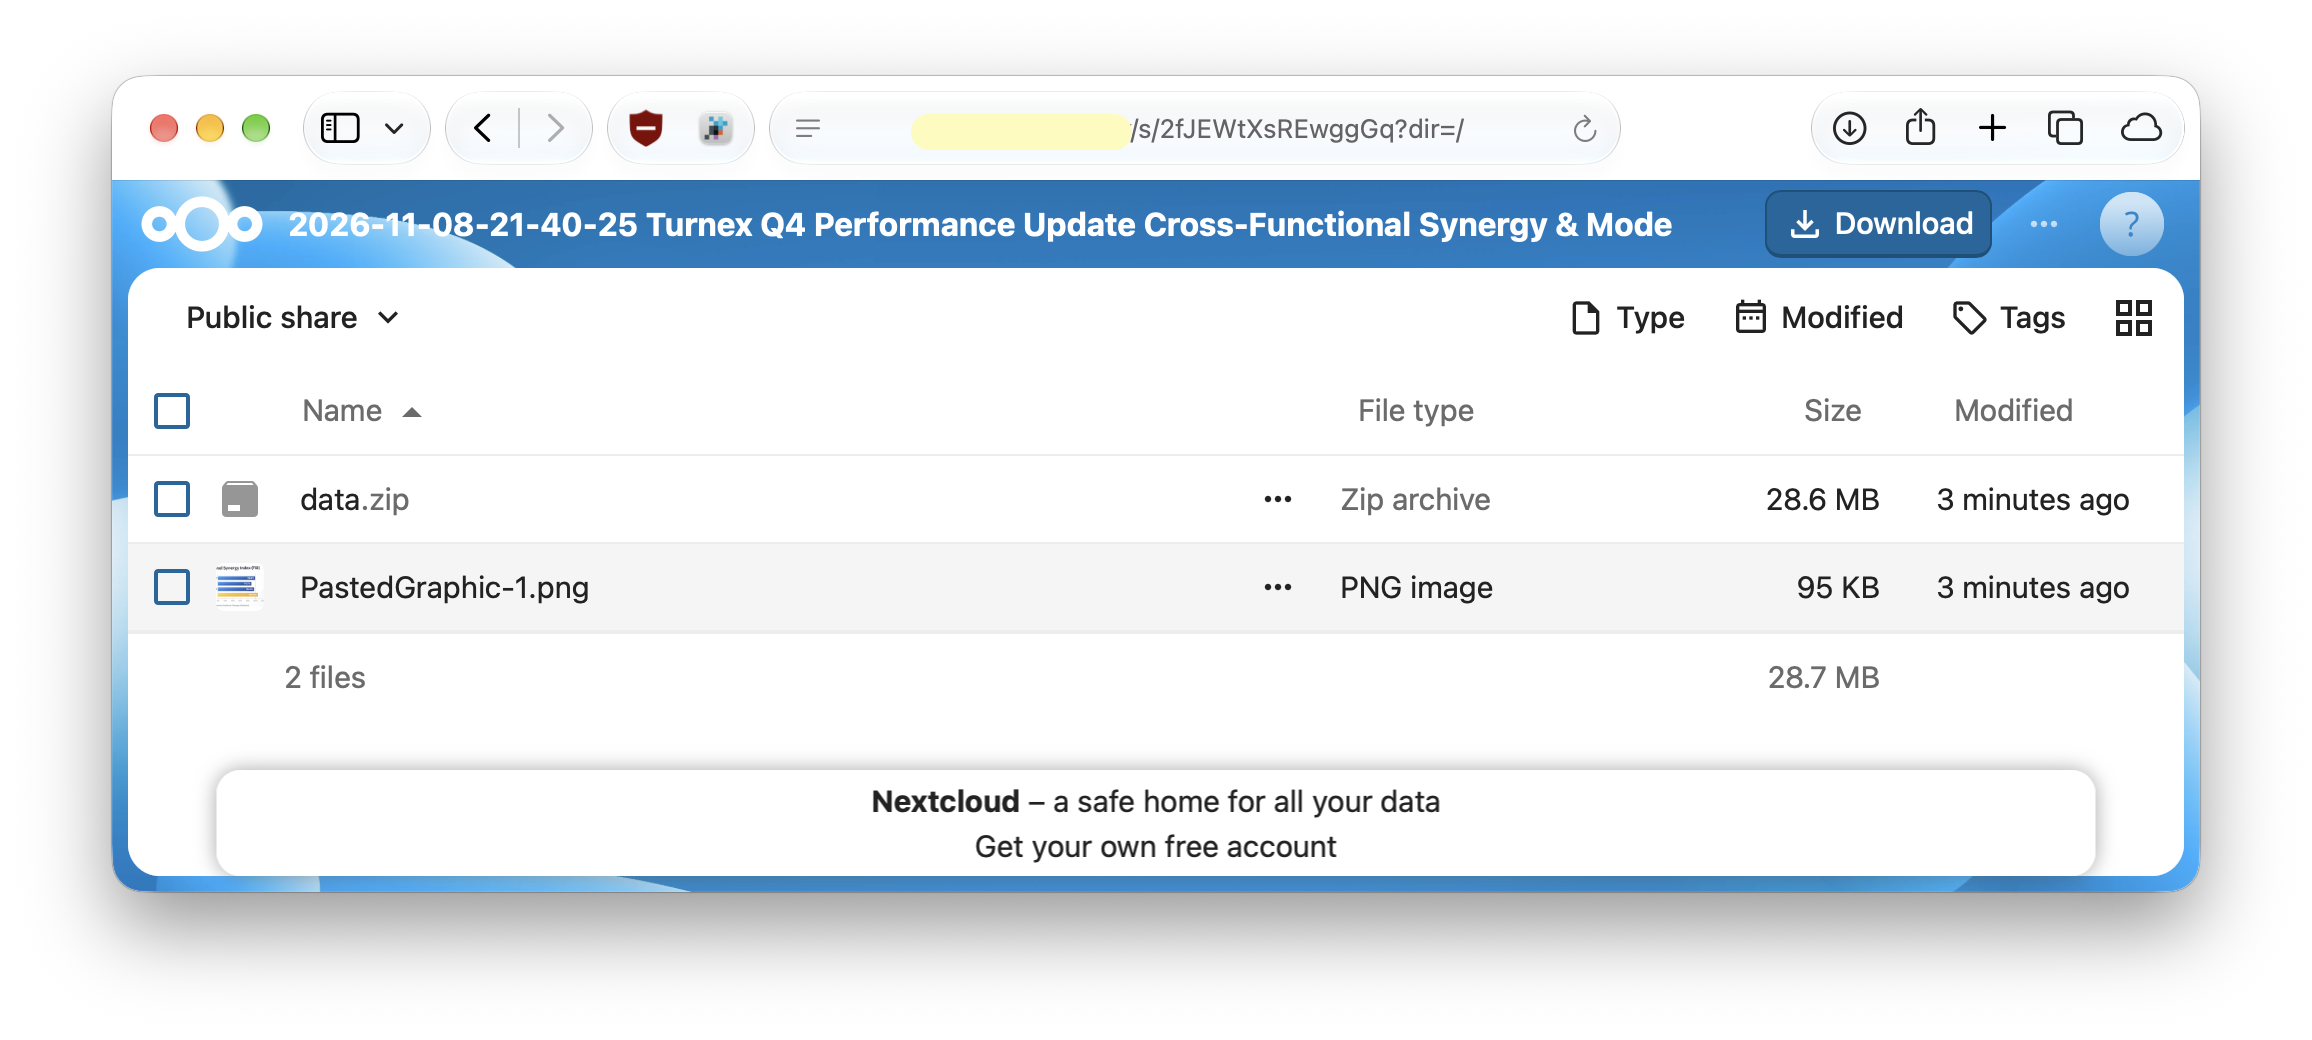 /s/2fJEWtXsREwggGq?dir=/
2026-11-08-21-40-25 Turnex Q4 Performance Update Cross-Functional Synergy & Mode
Download
?
Public share
Type Modified Tags
Name File type Size Modified
data.zip Zip archive 28.6 MB 3 minutes ago
PastedGraphic-1.png PNG image 95 KB 3 minutes ago
2 files 28.7 MB
Nextcloud – a safe home for all your data
Get your own free account